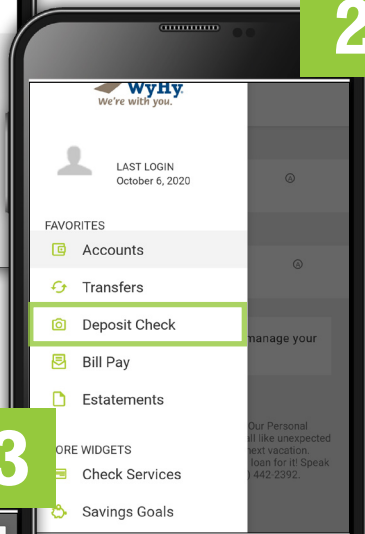 2
WyHy
We're with you.
LAST LOGIN
October 6, 2020
FAVORITES
Accounts
Transfers
Deposit Check
manage your
Bill Pay
Estatements
Our Personal
all like unexpected
next vacation.
loan for it! Speak
) 442-2392.
3
ORE WIDGETS
Check Services
Savings Goals